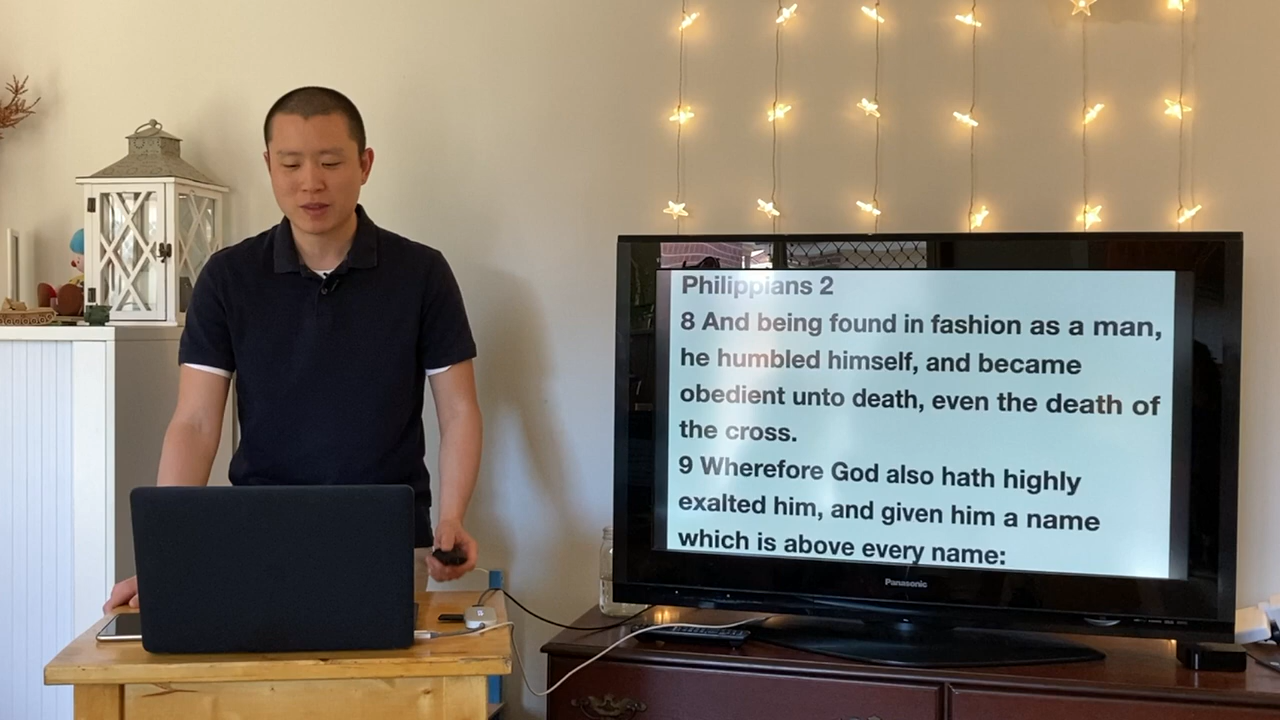 Philippians 2
8 And being found in fashion as a man,
he humbled himself, and became
obedient unto death, even the death of
the cross.
9 Wherefore God also hath highly
exalted him, and given him a name
which is above every name:
Panasonic